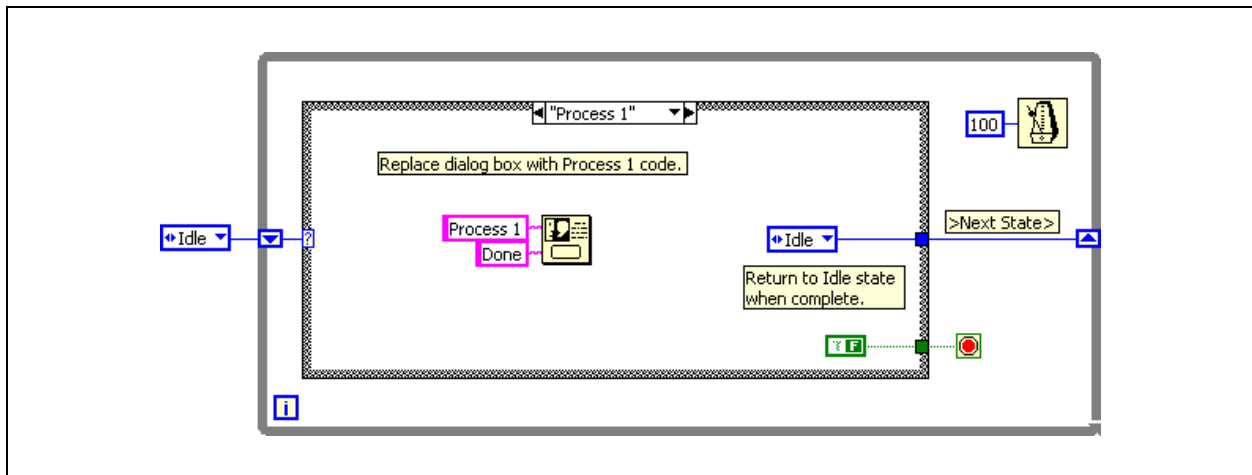 "Process 1"
100
Replace dialog box with Process 1 code.
>Next State>
Process 1
Idle
?
Idle
Done
Return to Idle state
when complete.
F
i